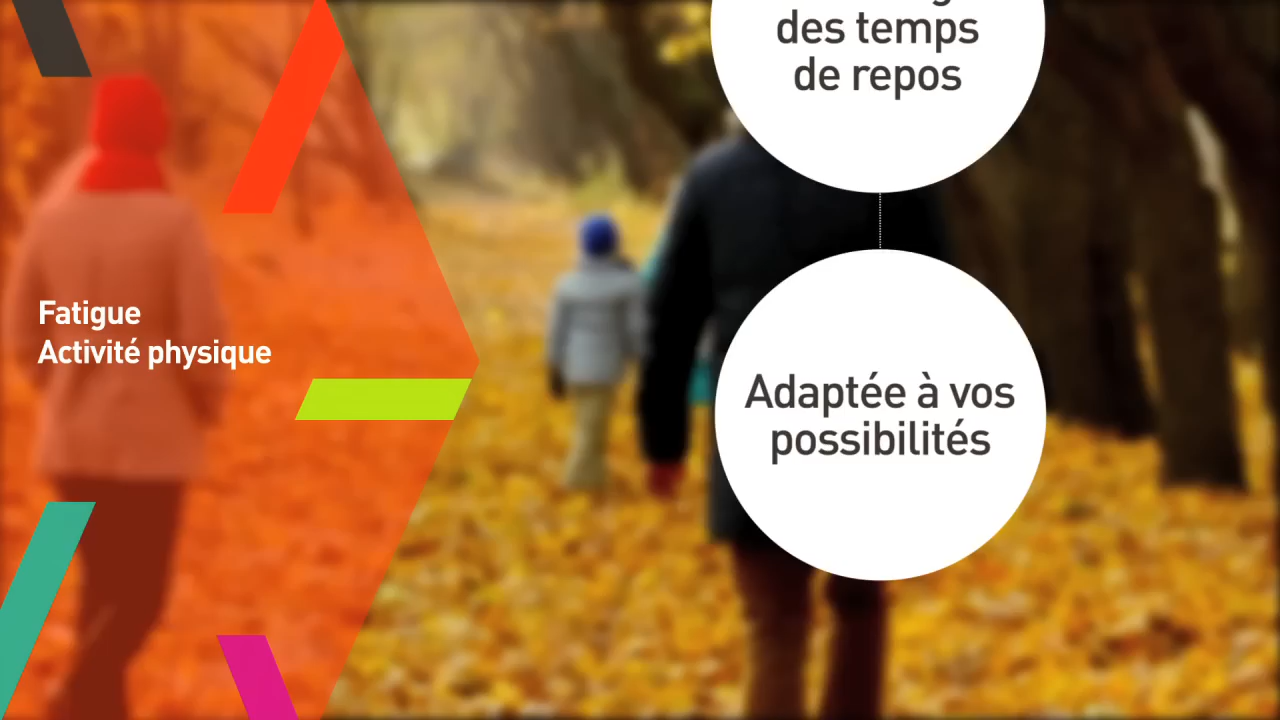 Fatigue
Activité physique
des temps
de repos
Adaptée à vos
possibilités